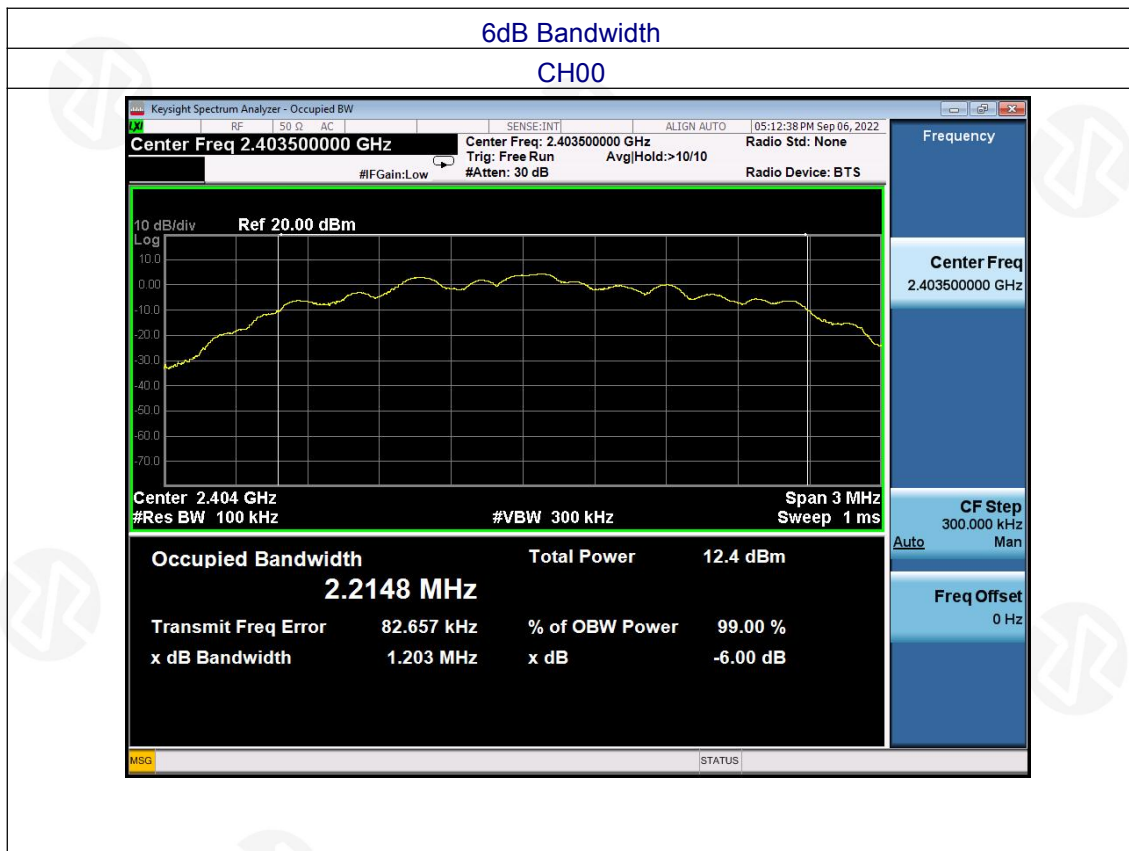 6dB Bandwidth
CH00
Keysight Spectrum Analyzer - Occupied BW
LXI RF 50 Ω AC SENSE:INT ALIGN AUTO 05:12:38 PM Sep 06, 2022
Center Freq 2.403500000 GHz Center Freq: 2.403500000 GHz Radio Std: None
Trig: Free Run Avg|Hold:>10/10
#IFGain:Low #Atten: 30 dB Radio Device: BTS
Frequency
10 dB/div Ref 20.00 dBm
Log
10.0
0.00
-10.0
-20.0
-30.0
-40.0
-50.0
-60.0
-70.0
Center 2.404 GHz Span 3 MHz
#Res BW 100 kHz #VBW 300 kHz Sweep 1 ms
Center Freq
2.403500000 GHz
CF Step
300.000 kHz
Auto Man
Freq Offset
0 Hz
Occupied Bandwidth Total Power 12.4 dBm
2.2148 MHz
Transmit Freq Error 82.657 kHz % of OBW Power 99.00 %
x dB Bandwidth 1.203 MHz x dB -6.00 dB
MSG STATUS